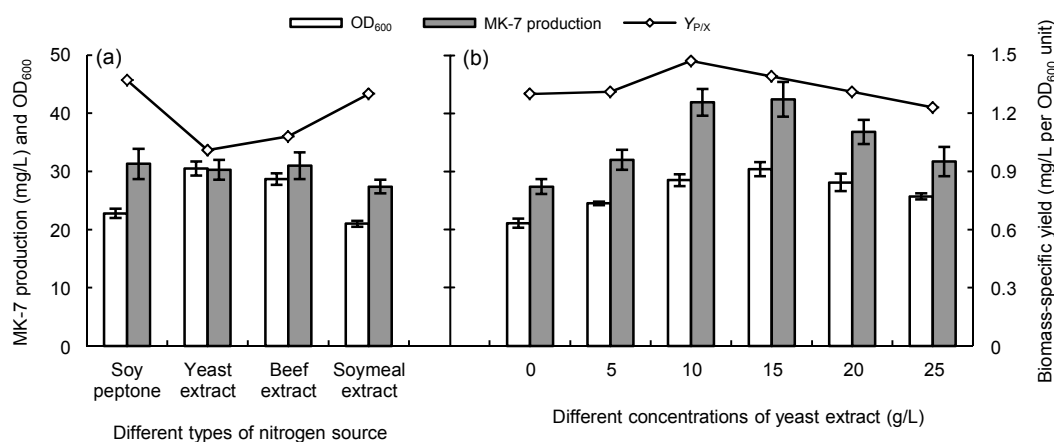 OD₆₀₀ MK-7 production Y_P/X
(a) (b)
MK-7 production (mg/L) and OD₆₀₀
50
40
30
20
10
0
Soy peptone
Yeast extract
Beef extract
Soymeal extract
Different types of nitrogen source
0 5 10 15 20 25
Different concentrations of yeast extract (g/L)
1.5
1.2
0.9
0.6
0.3
0
Biomass-specific yield (mg/L per OD₆₀₀ unit)